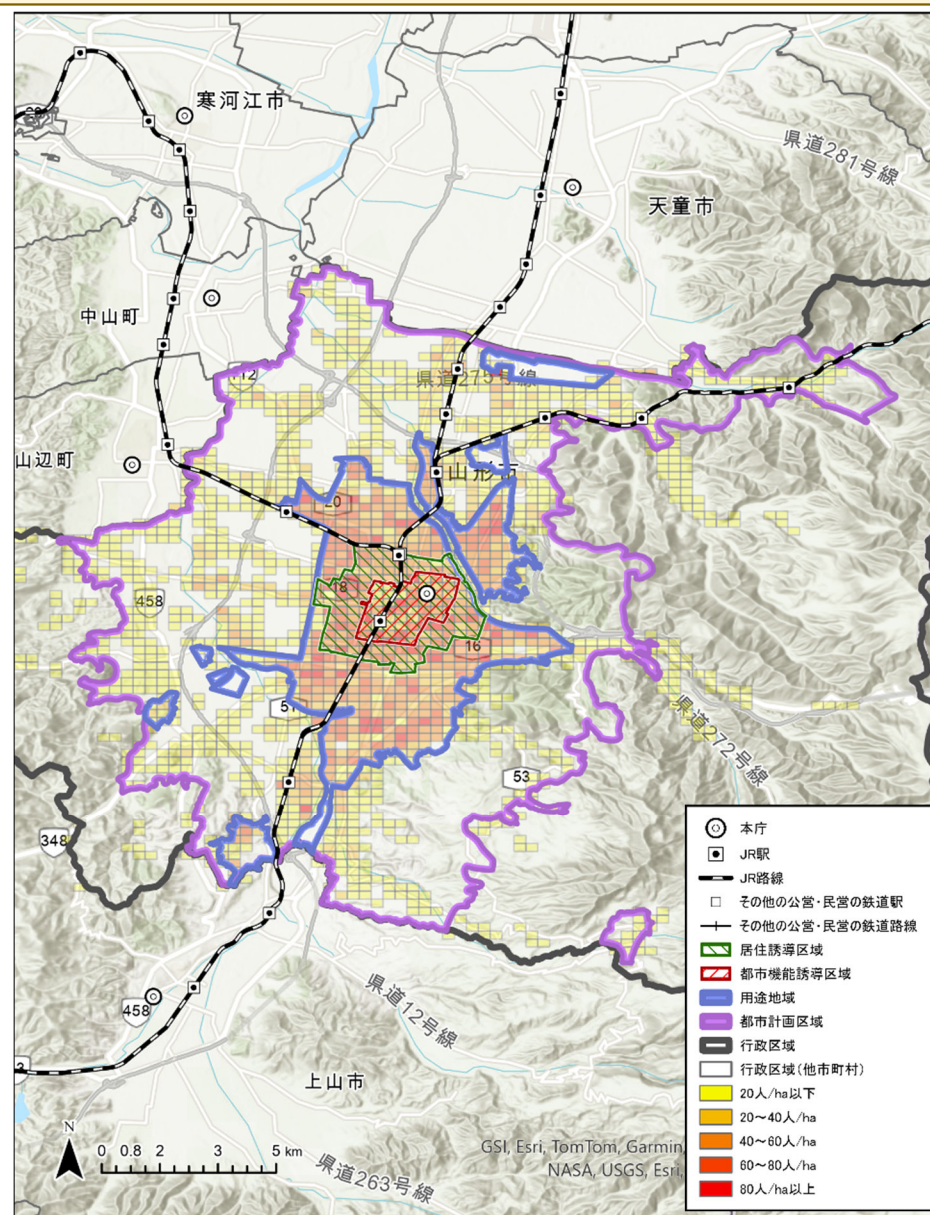 寒河江市
県道281号線
天童市
中山町
112
県道275号線
山辺町
山形市
20
18
458
16
51
県道272号線
53
348
458
県道12号線
上山市
県道263号線
N
0 0.8 2 3 5 km
GSI, Esri, TomTom, Garmin,
NASA, USGS, Esri,
本庁
JR駅
JR路線
その他の公営・民営の鉄道駅
その他の公営・民営の鉄道路線
居住誘導区域
都市機能誘導区域
用途地域
都市計画区域
行政区域
行政区域(他市町村)
20人/ha以下
20～40人/ha
40～60人/ha
60～80人/ha
80人/ha以上